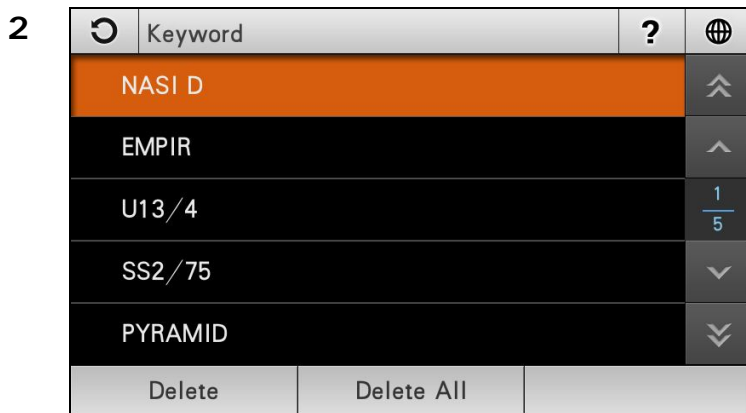 2
Keyword ?
NASI D
EMPIR
U13/4
1
5
SS2/75
PYRAMID
Delete Delete All